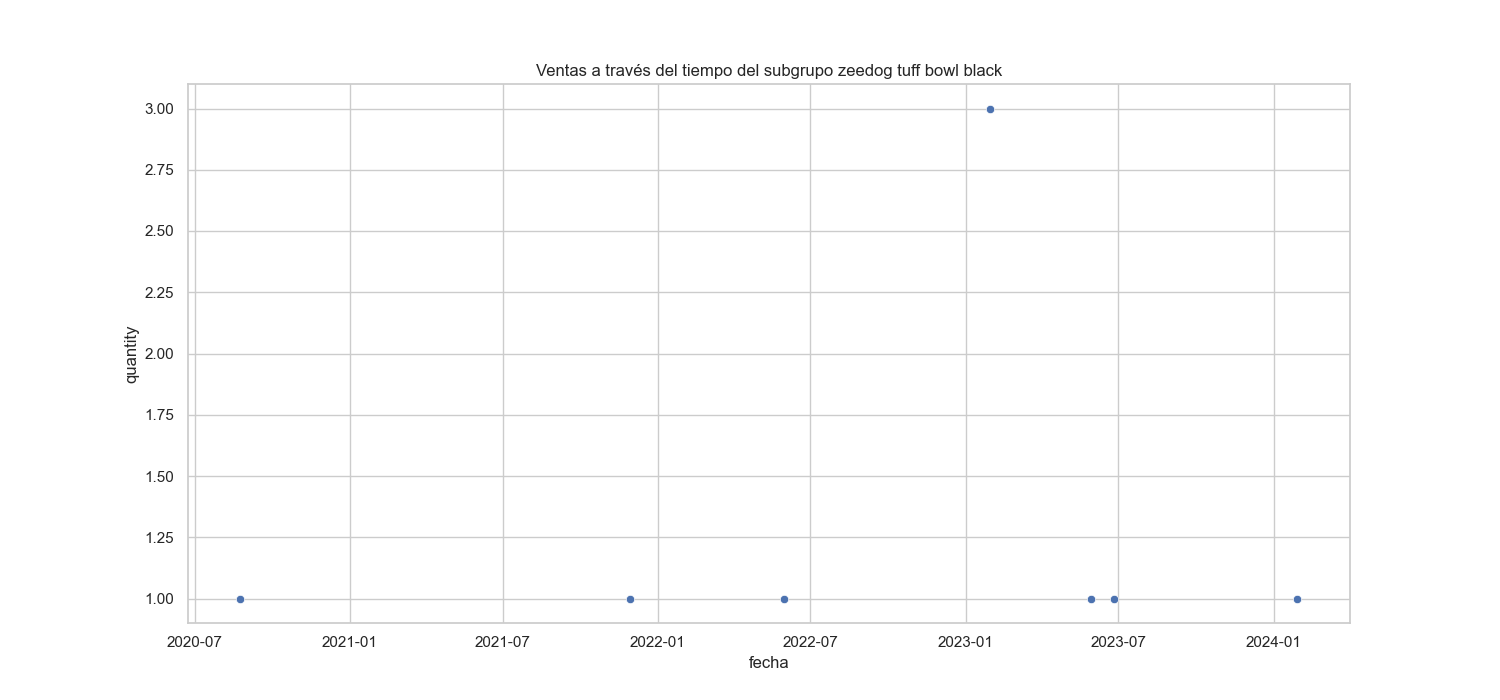 Ventas a través del tiempo del subgrupo zeedog tuff bowl black
3.00
2.75
2.50
2.25
2.00
1.75
1.50
1.25
1.00
quantity
2020-07 2021-01 2021-07 2022-01 2022-07 2023-01 2023-07 2024-01
fecha